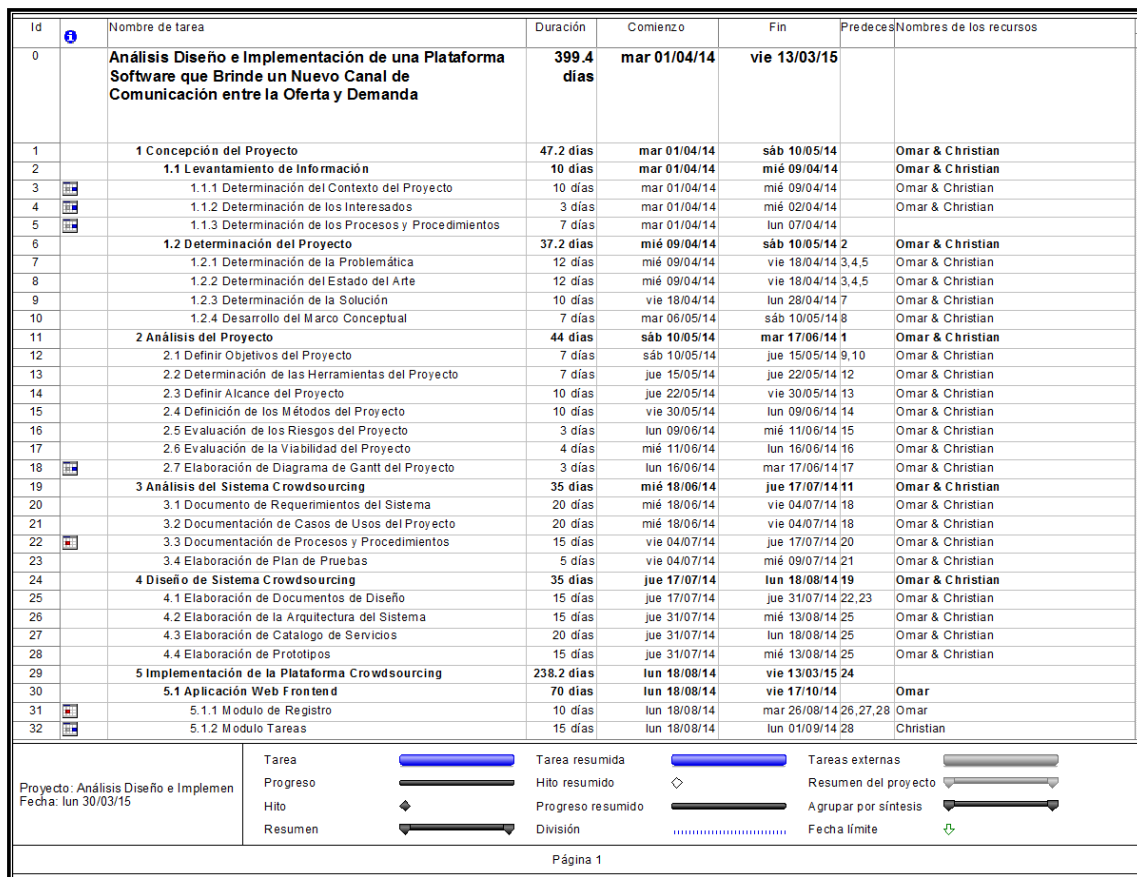 Id Nombre de tarea Duración Comienzo Fin Predeces Nombres de los recursos
0 Análisis Diseño e Implementación de una Plataforma 399.4 mar 01/04/14 vie 13/03/15
Software que Brinde un Nuevo Canal de días
Comunicación entre la Oferta y Demanda
1 1 Concepción del Proyecto 47.2 días mar 01/04/14 sáb 10/05/14 Omar & Christian
2 1.1 Levantamiento de Información 10 días mar 01/04/14 mié 09/04/14 Omar & Christian
3 1.1.1 Determinación del Contexto del Proyecto 10 días mar 01/04/14 mié 09/04/14 Omar & Christian
4 1.1.2 Determinación de los Interesados 3 días mar 01/04/14 mié 02/04/14 Omar & Christian
5 1.1.3 Determinación de los Procesos y Procedimientos 7 días mar 01/04/14 lun 07/04/14
6 1.2 Determinación del Proyecto 37.2 días mié 09/04/14 sáb 10/05/14 2 Omar & Christian
7 1.2.1 Determinación de la Problemática 12 días mié 09/04/14 vie 18/04/14 3,4,5 Omar & Christian
8 1.2.2 Determinación del Estado del Arte 12 días mié 09/04/14 vie 18/04/14 3,4,5 Omar & Christian
9 1.2.3 Determinación de la Solución 10 días vie 18/04/14 lun 28/04/14 7 Omar & Christian
10 1.2.4 Desarrollo del Marco Conceptual 7 días mar 06/05/14 sáb 10/05/14 8 Omar & Christian
11 2 Análisis del Proyecto 44 días sáb 10/05/14 mar 17/06/14 1 Omar & Christian
12 2.1 Definir Objetivos del Proyecto 7 días sáb 10/05/14 jue 15/05/14 9,10 Omar & Christian
13 2.2 Determinación de las Herramientas del Proyecto 7 días jue 15/05/14 jue 22/05/14 12 Omar & Christian
14 2.3 Definir Alcance del Proyecto 10 días jue 22/05/14 vie 30/05/14 13 Omar & Christian
15 2.4 Definición de los Métodos del Proyecto 10 días vie 30/05/14 lun 09/06/14 14 Omar & Christian
16 2.5 Evaluación de los Riesgos del Proyecto 3 días lun 09/06/14 mié 11/06/14 15 Omar & Christian
17 2.6 Evaluación de la Viabilidad del Proyecto 4 días mié 11/06/14 lun 16/06/14 16 Omar & Christian
18 2.7 Elaboración de Diagrama de Gantt del Proyecto 3 días lun 16/06/14 mar 17/06/14 17 Omar & Christian
19 3 Análisis del Sistema Crowdsourcing 35 días mié 18/06/14 jue 17/07/14 11 Omar & Christian
20 3.1 Documento de Requerimientos del Sistema 20 días mié 18/06/14 vie 04/07/14 18 Omar & Christian
21 3.2 Documentación de Casos de Usos del Proyecto 20 días mié 18/06/14 vie 04/07/14 18 Omar & Christian
22 3.3 Documentación de Procesos y Procedimientos 15 días vie 04/07/14 jue 17/07/14 20 Omar & Christian
23 3.4 Elaboración de Plan de Pruebas 5 días vie 04/07/14 mié 09/07/14 21 Omar & Christian
24 4 Diseño de Sistema Crowdsourcing 35 días jue 17/07/14 lun 18/08/14 19 Omar & Christian
25 4.1 Elaboración de Documentos de Diseño 15 días jue 17/07/14 jue 31/07/14 22,23 Omar & Christian
26 4.2 Elaboración de la Arquitectura del Sistema 15 días jue 31/07/14 mié 13/08/14 25 Omar & Christian
27 4.3 Elaboración de Catalogo de Servicios 20 días jue 31/07/14 lun 18/08/14 25 Omar & Christian
28 4.4 Elaboración de Prototipos 15 días jue 31/07/14 mié 13/08/14 25 Omar & Christian
29 5 Implementación de la Plataforma Crowdsourcing 238.2 días lun 18/08/14 vie 13/03/15 24
30 5.1 Aplicación Web Frontend 70 días lun 18/08/14 vie 17/10/14 Omar
31 5.1.1 Modulo de Registro 10 días lun 18/08/14 mar 26/08/14 26,27,28 Omar
32 5.1.2 Modulo Tareas 15 días lun 18/08/14 lun 01/09/14 28 Christian
Proyecto: Análisis Diseño e Implemen
Fecha: lun 30/03/15
Tarea Tarea resumida Tareas externas
Progreso Hito resumido Resumen del proyecto
Hito Progreso resumido Agrupar por síntesis
Resumen División Fecha límite
Página 1